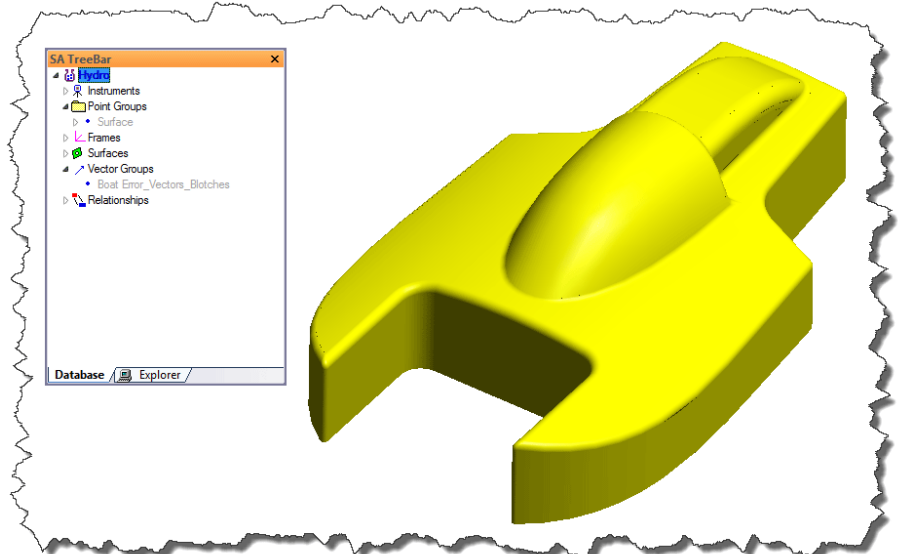 SA TreeBar
Hydro
Instruments
Point Groups
Surface
Frames
Surfaces
Vector Groups
Boat Error_Vectors_Blotches
Relationships
Database Explorer